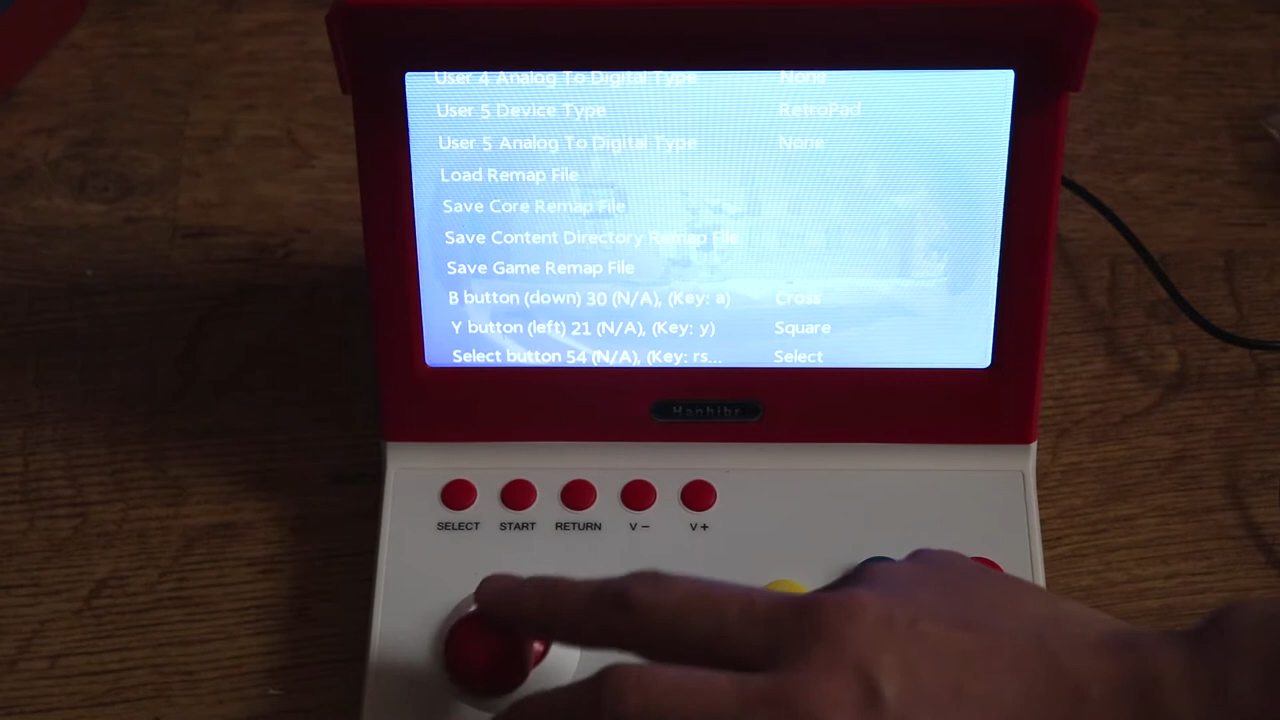 User 4 Analog To Digital Type None
User 5 Device Type RetroPad
User 5 Analog To Digital Type None
Load Remap File
Save Core Remap File
Save Content Directory Remap File
Save Game Remap File
B button (down) 30 (N/A), (Key: a) Cross
Y button (left) 21 (N/A), (Key: y) Square
Select button 54 (N/A), (Key: rs... Select
Hanhibr
SELECT START RETURN V− V+